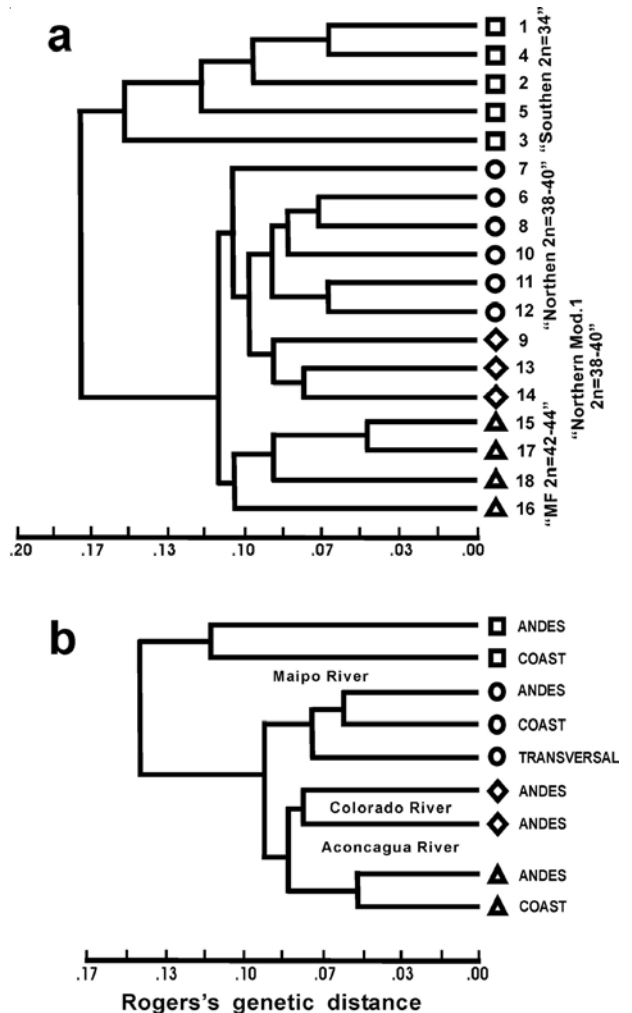 a
1
4
2
5
3
7
6
8
10
11
12
9
13
14
15
17
18
16
"Southen 2n=34"
"Northen 2n=38-40"
"MF 2n=42-44"
"Northern Mod.1
2n=38-40"
.20 .17 .10 .07 .03 .00
b
ANDES
COAST
Maipo River
ANDES
COAST
TRANSVERSAL
ANDES
Colorado River
ANDES
Aconcagua River
ANDES
COAST
.17 .13 .10 .07 .03 .00
Rogers's genetic distance